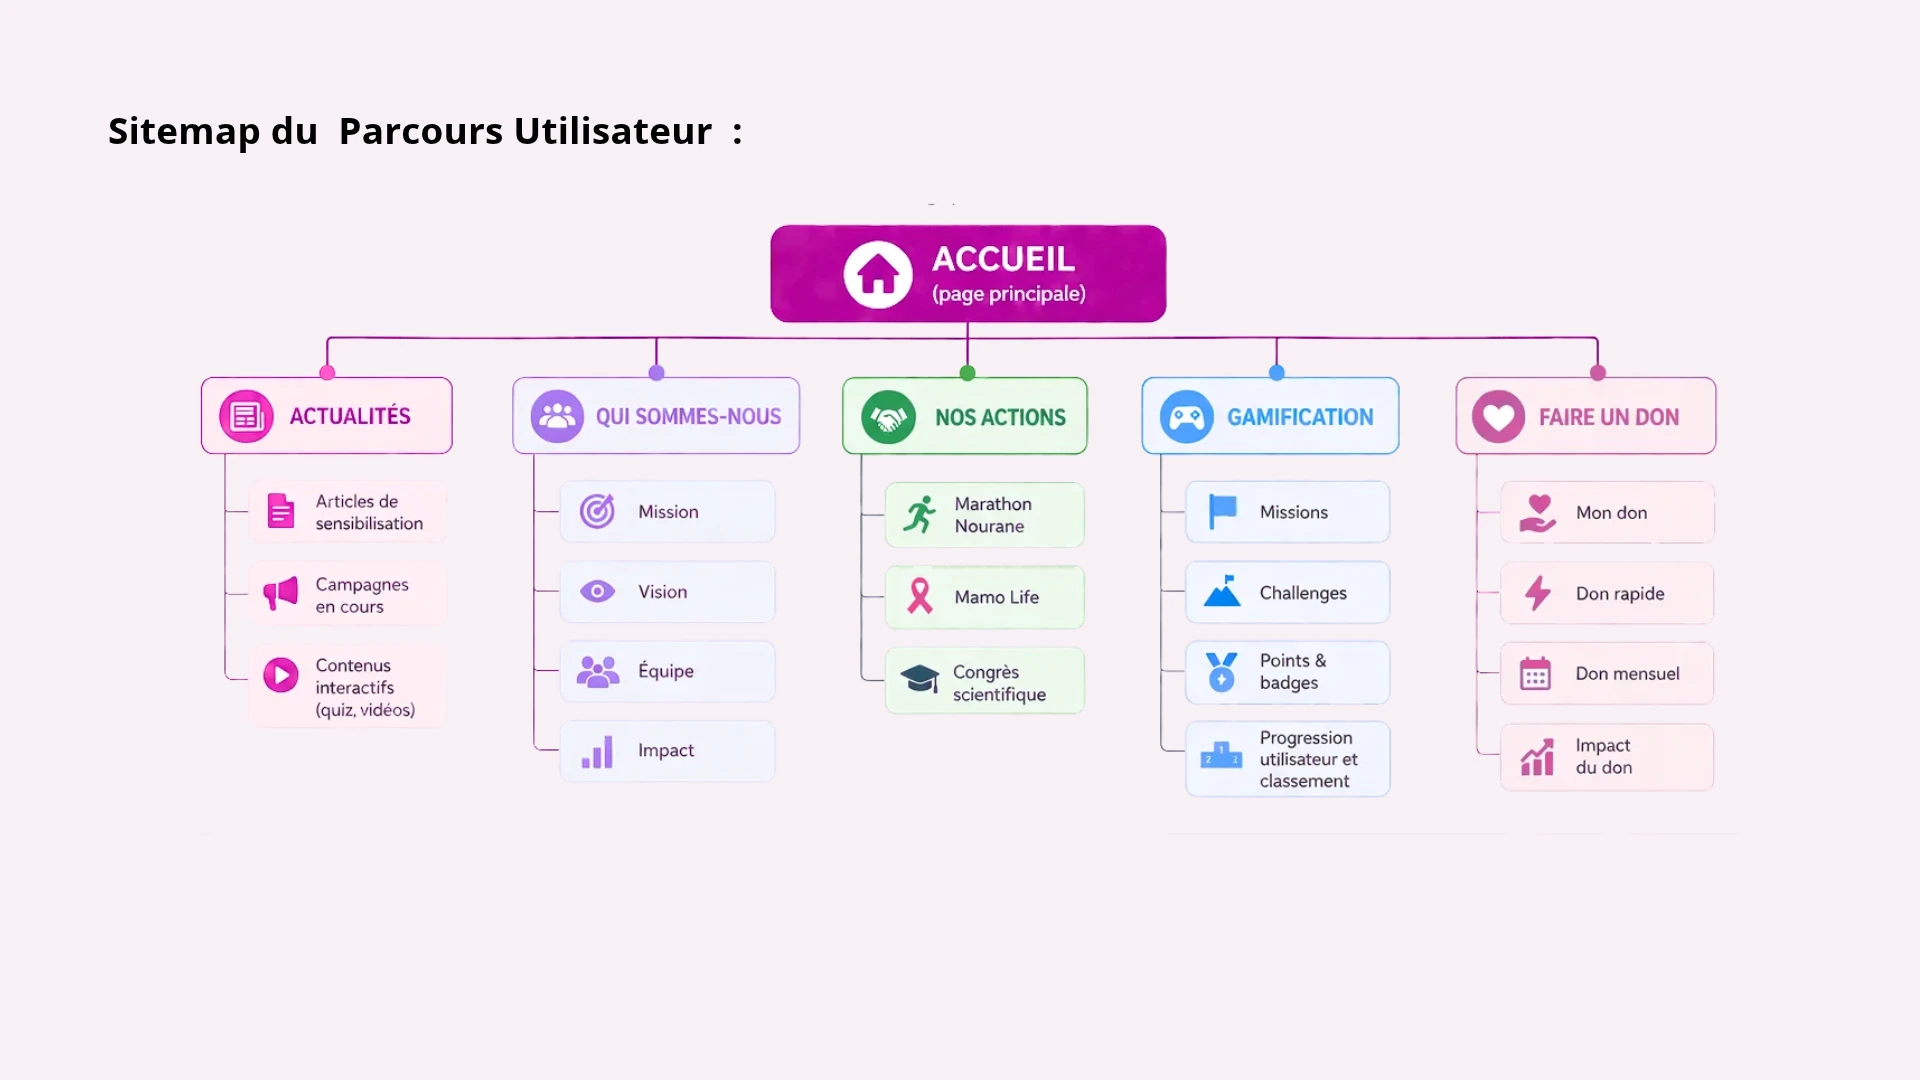 Sitemap du  Parcours Utilisateur  :
ACCUEIL
(page principale)
ACTUALITÉS
Articles de
sensibilisation
Campagnes
en cours
Contenus
interactifs
(quiz, vidéos)
QUI SOMMES-NOUS
Mission
Vision
Équipe
Impact
NOS ACTIONS
Marathon
Nourane
Mamo Life
Congrès
scientifique
GAMIFICATION
Missions
Challenges
Points &
badges
Progression
utilisateur et
classement
FAIRE UN DON
Mon don
Don rapide
Don mensuel
Impact
du don